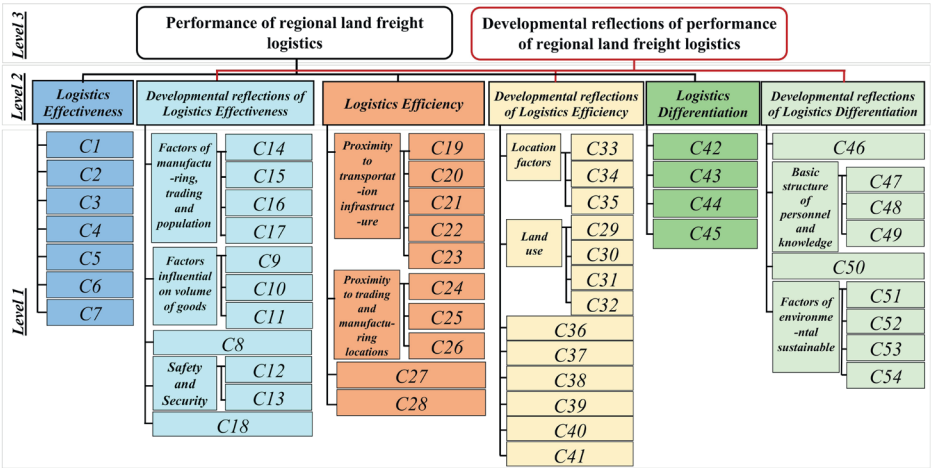 Level 3
Performance of regional land freight
logistics
Developmental reflections of performance
of regional land freight logistics
Level 2
Logistics
Effectiveness
Developmental reflections of
Logistics Effectiveness
Logistics Efficiency
Developmental reflections
of Logistics Efficiency
Logistics
Differentiation
Developmental reflections
of Logistics Differentiation
Level 1
C1
C2
C3
C4
C5
C6
C7
Factors of
manufactu
-ring,
trading
and
population
C14
C15
C16
C17
Factors
influential
on volume
of goods
C9
C10
C11
C8
Safety
and
Security
C12
C13
C18
Proximity
to
transportat
-ion
infrastruct
-ure
C19
C20
C21
C22
C23
Proximity
to trading
and
manufactu-
ring
locations
C24
C25
C26
C27
C28
Location
factors
C33
C34
C35
Land
use
C29
C30
C31
C32
C36
C37
C38
C39
C40
C41
C42
C43
C44
C45
C46
Basic
structure
of
personnel
and
knowledge
C47
C48
C49
C50
Factors of
environme
-ntal
sustainable
C51
C52
C53
C54